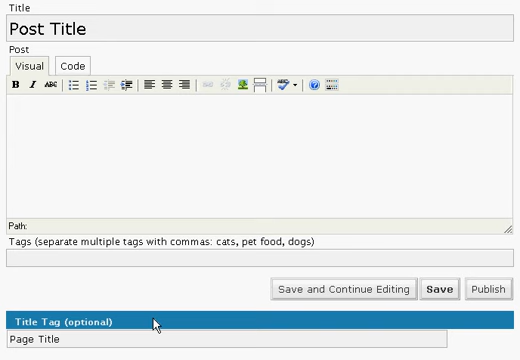 Title
Post Title
Post
Visual Code
B I ABC
Path:
Tags (separate multiple tags with commas: cats, pet food, dogs)
Save and Continue Editing Save Publish
Title Tag (optional)
Page Title